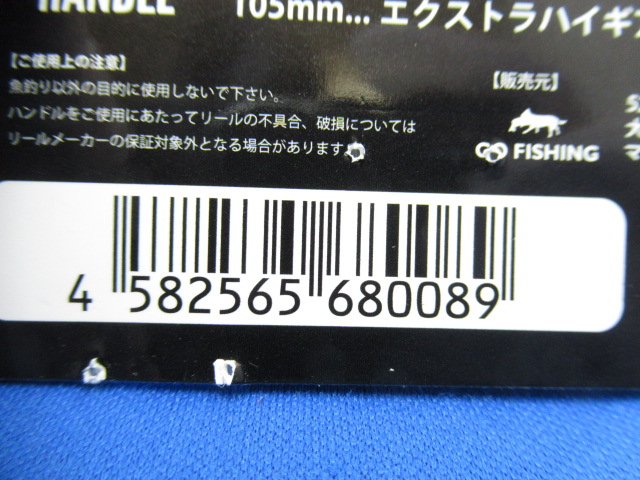 HANDLE
105mm... エクストラハイギ
【ご使用上の注意】
魚釣り以外の目的に使用しないで下さい。
ハンドルをご使用にあたってリールの不具合、破損については
リールメーカーの保証対象外となる場合があります。
【販売元】
GO FISHING
4 582565 680089